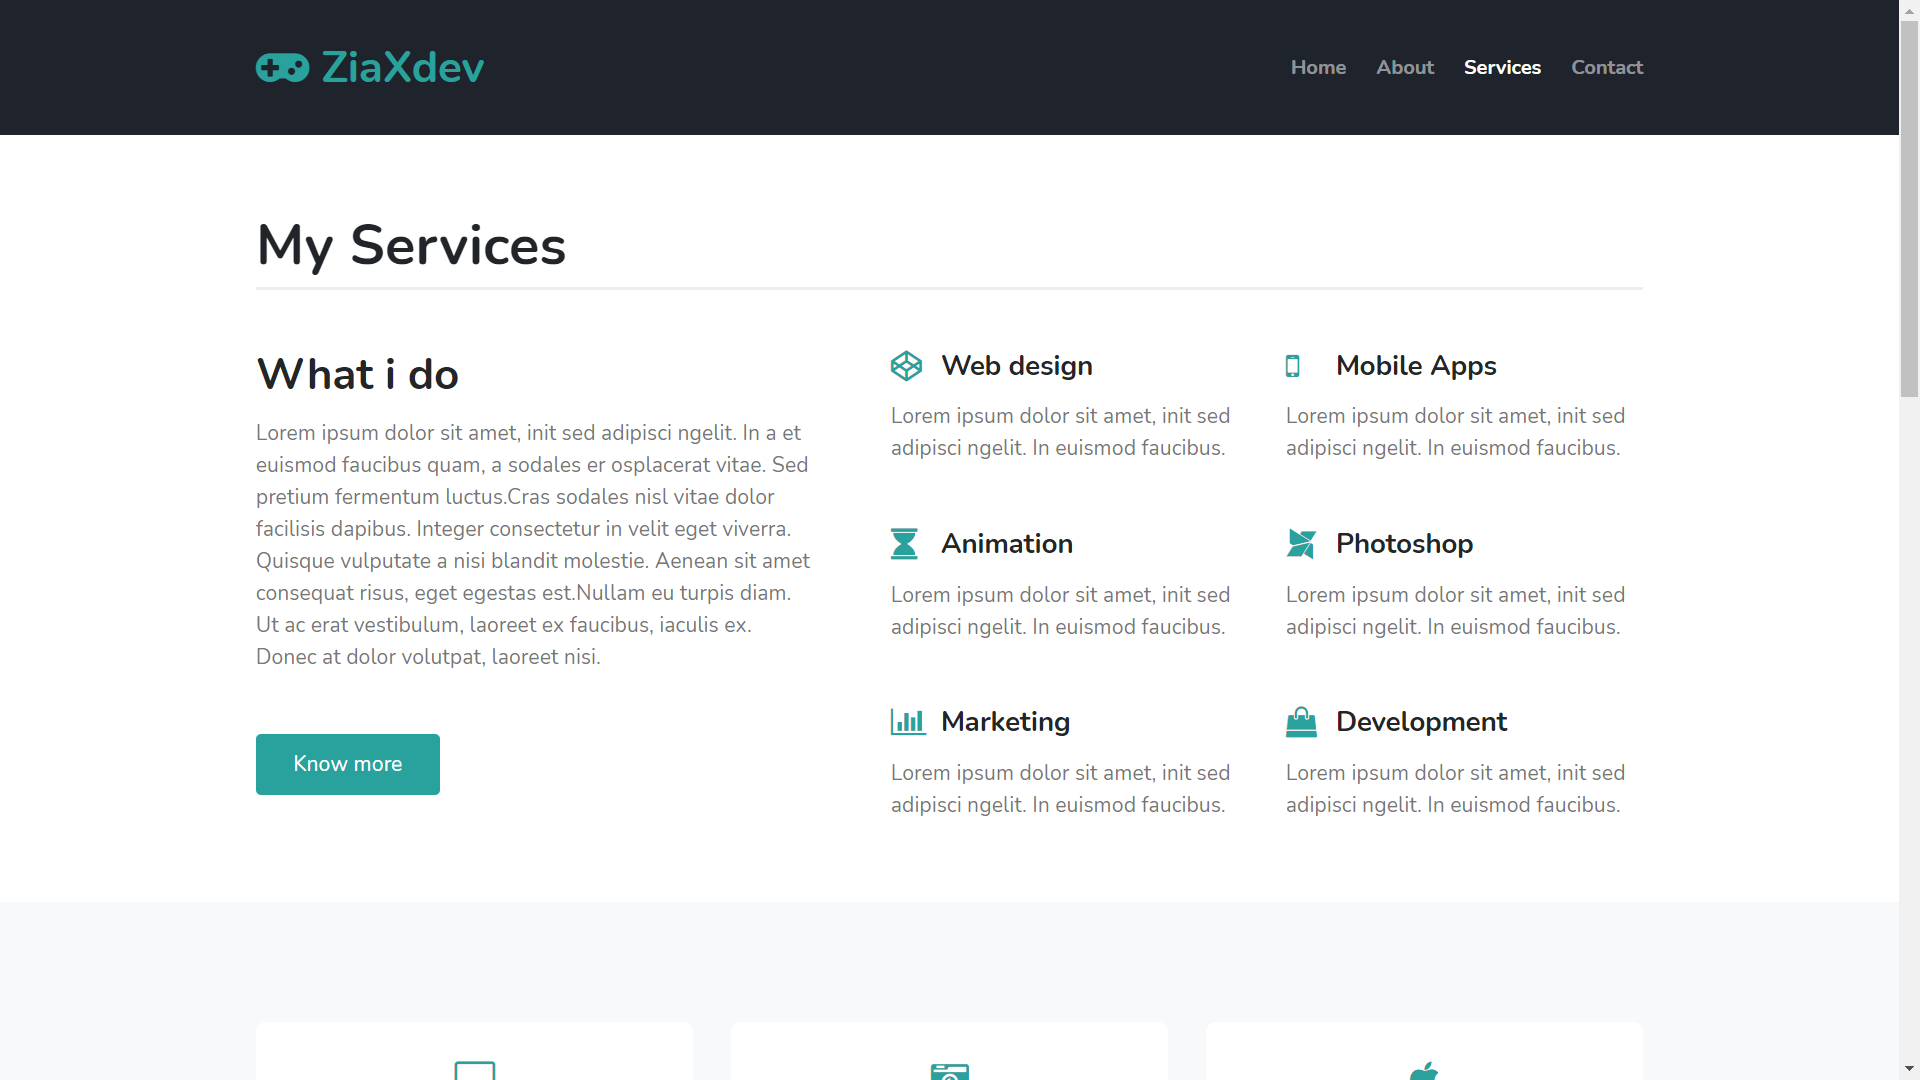 ZiaXdev
Home
About
Services
Contact
My Services
What i do
Lorem ipsum dolor sit amet, init sed adipisci ngelit. In a et
euismod faucibus quam, a sodales er osplacerat vitae. Sed
pretium fermentum luctus.Cras sodales nisl vitae dolor
facilisis dapibus. Integer consectetur in velit eget viverra.
Quisque vulputate a nisi blandit molestie. Aenean sit amet
consequat risus, eget egestas est.Nullam eu turpis diam.
Ut ac erat vestibulum, laoreet ex faucibus, iaculis ex.
Donec at dolor volutpat, laoreet nisi.
Know more
Web design
Lorem ipsum dolor sit amet, init sed
adipisci ngelit. In euismod faucibus.
Mobile Apps
Lorem ipsum dolor sit amet, init sed
adipisci ngelit. In euismod faucibus.
Animation
Lorem ipsum dolor sit amet, init sed
adipisci ngelit. In euismod faucibus.
Photoshop
Lorem ipsum dolor sit amet, init sed
adipisci ngelit. In euismod faucibus.
Marketing
Lorem ipsum dolor sit amet, init sed
adipisci ngelit. In euismod faucibus.
Development
Lorem ipsum dolor sit amet, init sed
adipisci ngelit. In euismod faucibus.